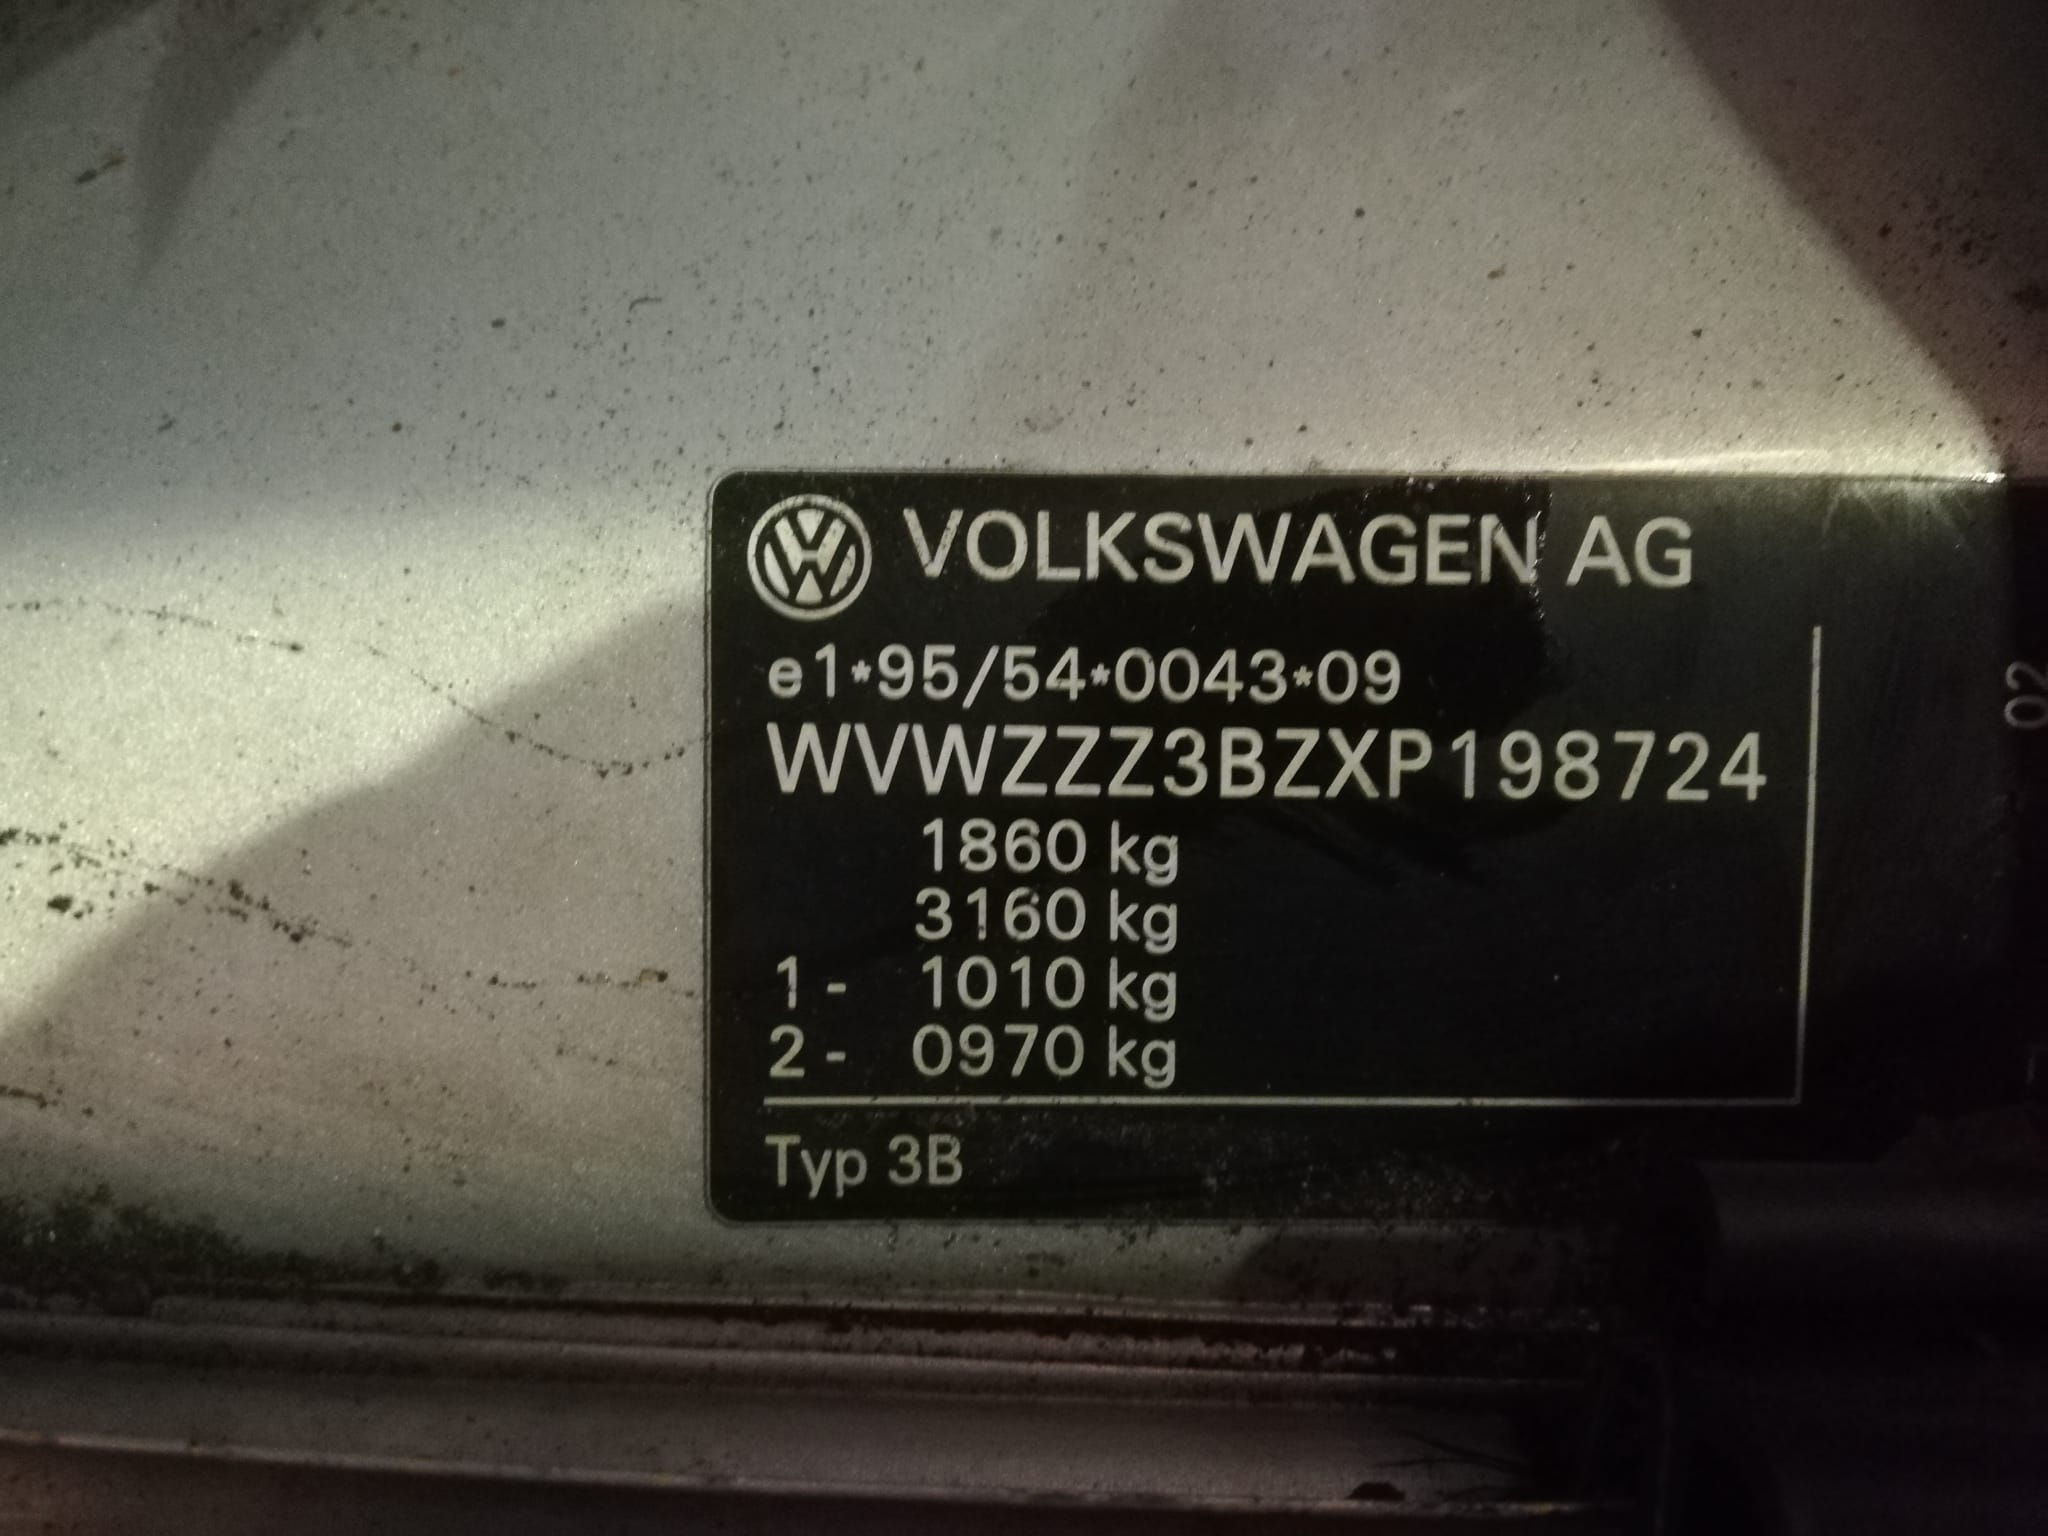 VOLKSWAGEN AG
e1*95/54*0043*09
WVWZZZ3BZXP198724
1860 kg
3160 kg
1 - 1010 kg
2 - 0970 kg
Typ 3B
02